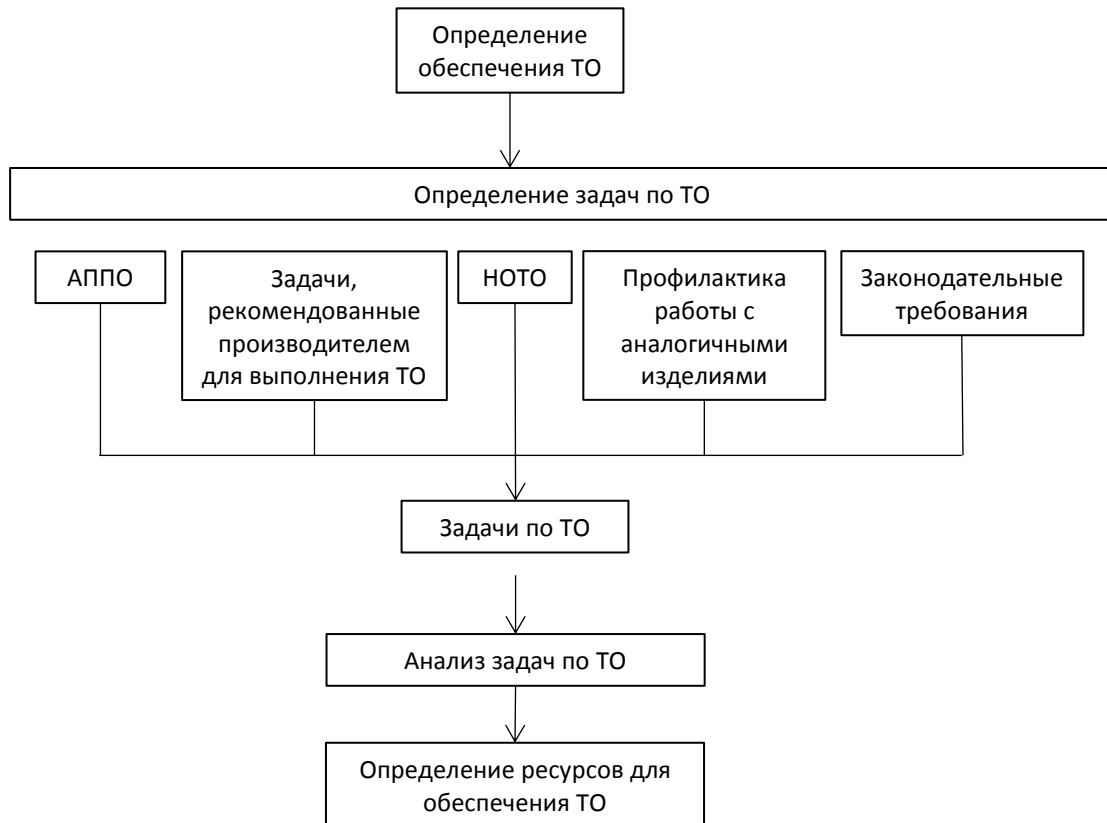 Определение
обеспечения ТО
Определение задач по ТО
АППО
Задачи,
рекомендованные
производителем
для выполнения ТО
НОТО
Профилактика
работы с
аналогичными
изделиями
Законодательные
требования
Задачи по ТО
Анализ задач по ТО
Определение ресурсов для
обеспечения ТО